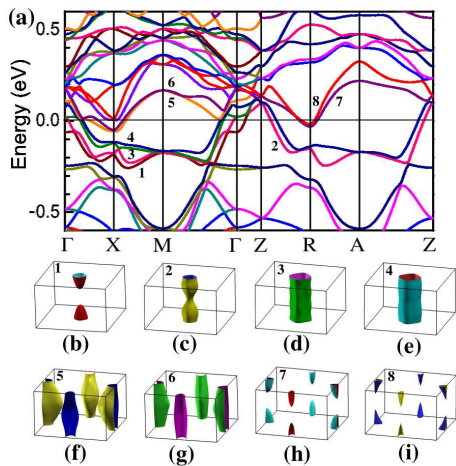 (a)
Energy (eV)
0.5
0.0
-0.5
6
5
4
3
1
2
8
7
Γ X M Γ Z R A Z
1 2 3 4
(b) (c) (d) (e)
5 6 7 8
(f) (g) (h) (i)